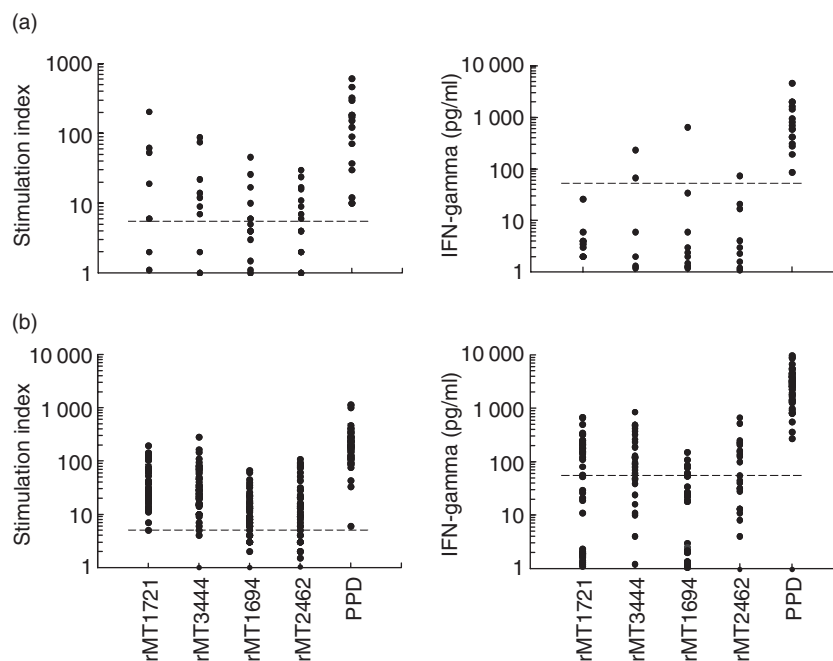 (a)
Stimulation index
1000
100
10
1
IFN-gamma (pg/ml)
10 000
1 000
100
10
1
(b)
Stimulation index
10 000
1 000
100
10
1
rMT1721
rMT3444
rMT1694
rMT2462
PPD
IFN-gamma (pg/ml)
10 000
1 000
100
10
1
rMT1721
rMT3444
rMT1694
rMT2462
PPD